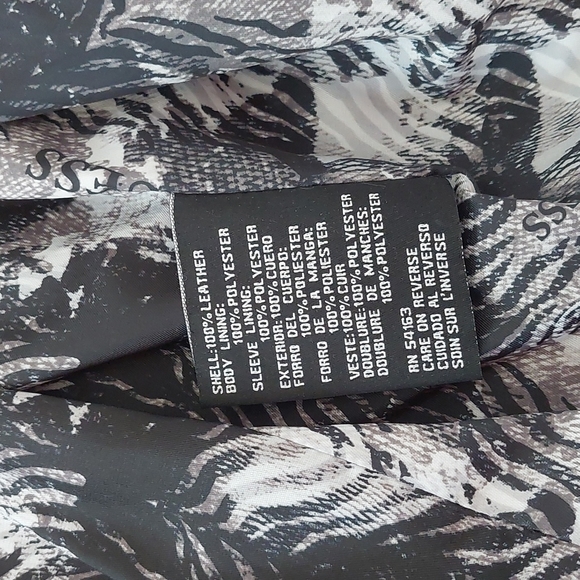 SHELL:100%LEATHER
BODY LINING:
100%POLYESTER
SLEEVE LINING:
100%POLYESTER
EXTERIOR:100%CUERO
FORRO DEL CUERPO:
100%POLIESTER
FORRO DE LA MANGA:
100%POLIESTER
VESTE:100%CUIR
DOUBLURE:100%POLYESTER
DOUBLURE DE MANCHES:
100%POLYESTER
RN 54163
CARE ON REVERSE
CUIDADO AL REVERSO
SOIN SUR L'INVERSE